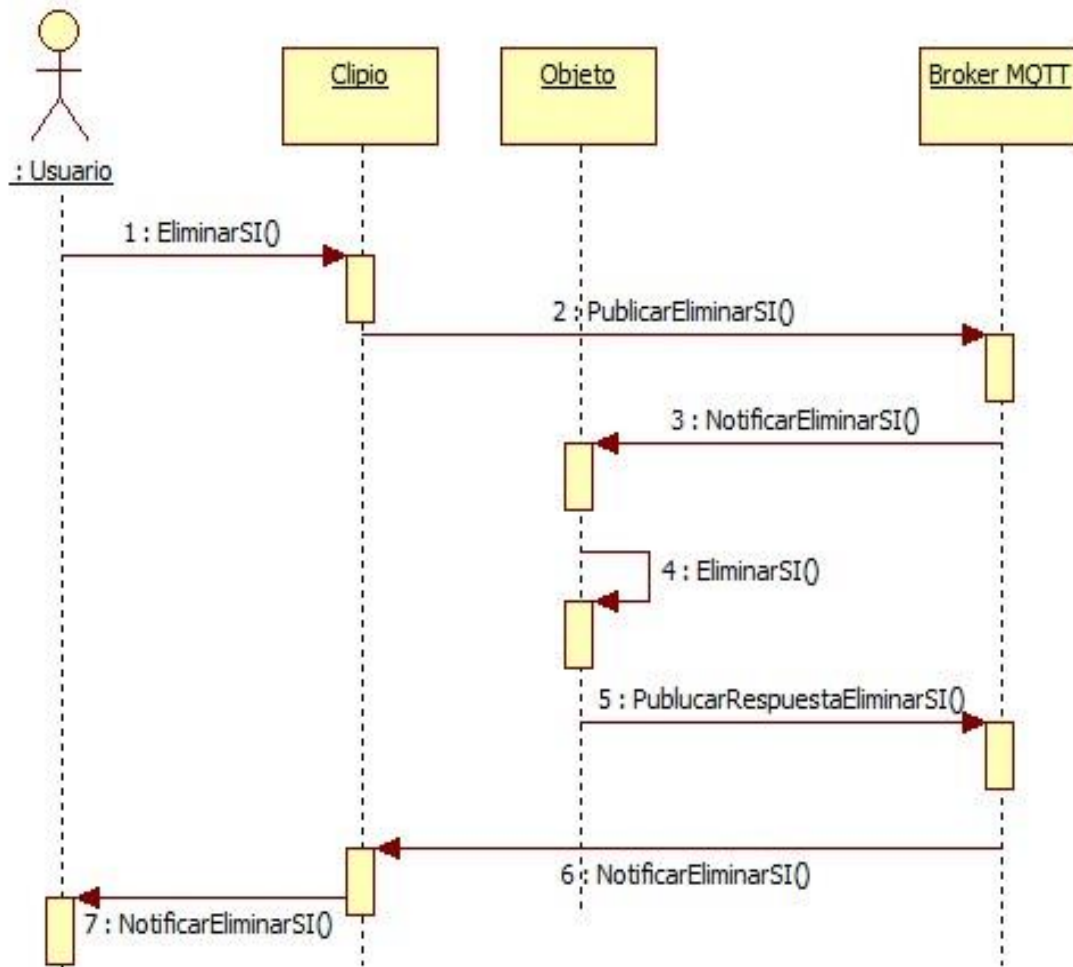 Clipio
Objeto
Broker MQTT
: Usuario
1 : EliminarSI()
2 : PublicarEliminarSI()
3 : NotificarEliminarSI()
4 : EliminarSI()
5 : PublucarRespuestaEliminarSI()
6 : NotificarEliminarSI()
7 : NotificarEliminarSI()